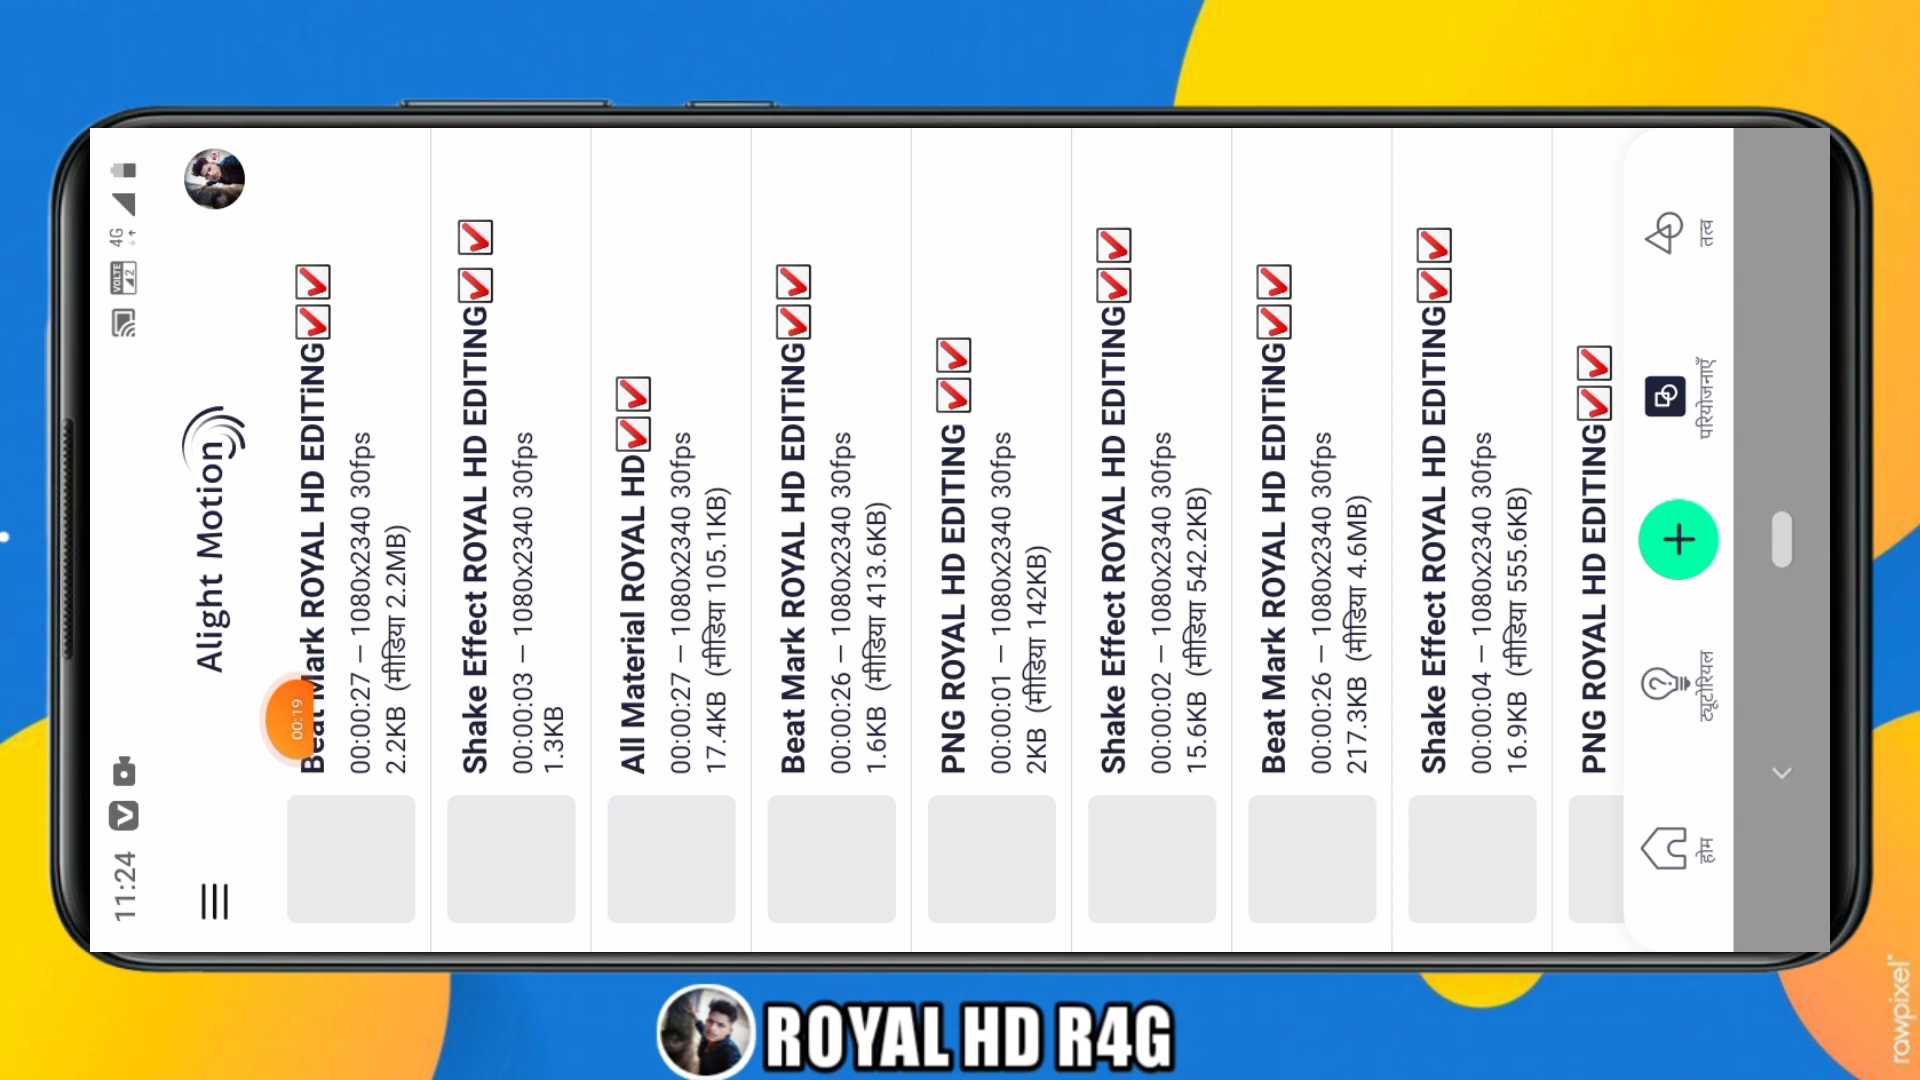 11:24
4G
VOLTE 2
Alight Motion
00:19
Beat Mark ROYAL HD EDITiNG
00:00:27 – 1080x2340 30fps
2.2KB (मीडिया 2.2MB)
Shake Effect ROYAL HD EDITING
00:00:03 – 1080x2340 30fps
1.3KB
All Material ROYAL HD
00:00:27 – 1080x2340 30fps
17.4KB (मीडिया 105.1KB)
Beat Mark ROYAL HD EDITiNG
00:00:26 – 1080x2340 30fps
1.6KB (मीडिया 413.6KB)
PNG ROYAL HD EDITING
00:00:01 – 1080x2340 30fps
2KB (मीडिया 142KB)
Shake Effect ROYAL HD EDITING
00:00:02 – 1080x2340 30fps
15.6KB (मीडिया 542.2KB)
Beat Mark ROYAL HD EDITiNG
00:00:26 – 1080x2340 30fps
217.3KB (मीडिया 4.6MB)
Shake Effect ROYAL HD EDITING
00:00:04 – 1080x2340 30fps
16.9KB (मीडिया 555.6KB)
PNG ROYAL HD EDITING
होम
ट्यूटोरियल
परियोजनाएँ
तत्व
ROYAL HD R4G
rawpixel